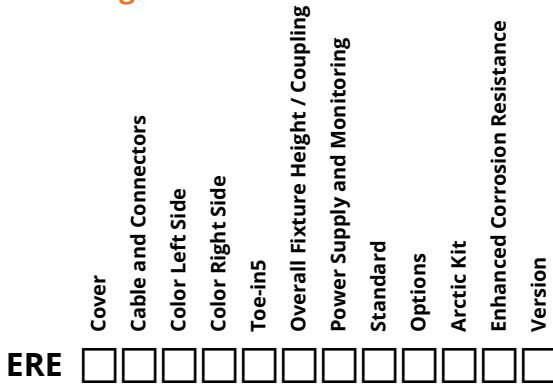 Cover
Cable and Connectors
Color Left Side
Color Right Side
Toe-in5
Overall Fixture Height / Coupling
Power Supply and Monitoring
Standard
Options
Arctic Kit
Enhanced Corrosion Resistance
Version
ERE